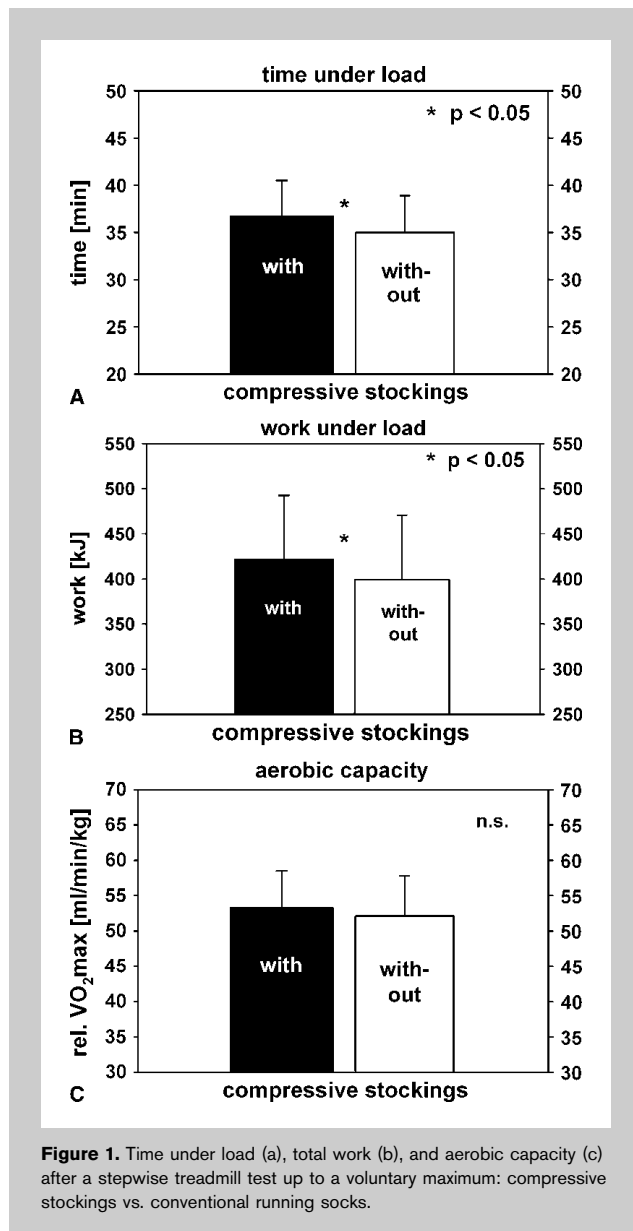 time under load
50 50
* p < 0.05
45 45
40 40
*
35 35
30 30
25 25
20 20
time [min]
with
with-
out
A
compressive stockings
work under load
550 550
* p < 0.05
500 500
450 450
*
400 400
350 350
300 300
250 250
work [kJ]
with
with-
out
B
compressive stockings
aerobic capacity
70 70
65 65
n.s.
60 60
55 55
50 50
45 45
40 40
35 35
30 30
rel. VO₂max [ml/min/kg]
with
with-
out
C
compressive stockings
Figure 1. Time under load (a), total work (b), and aerobic capacity (c)
after a stepwise treadmill test up to a voluntary maximum: compressive
stockings vs. conventional running socks.